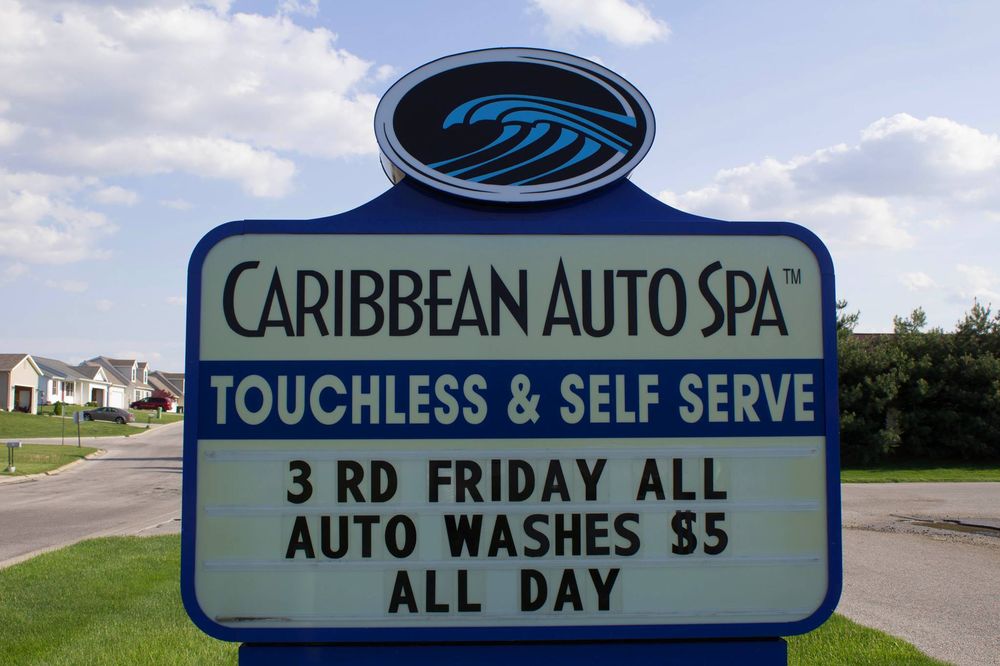 CARIBBEAN AUTO SPA™
TOUCHLESS & SELF SERVE
3 RD FRIDAY ALL
AUTO WASHES $5
ALL DAY